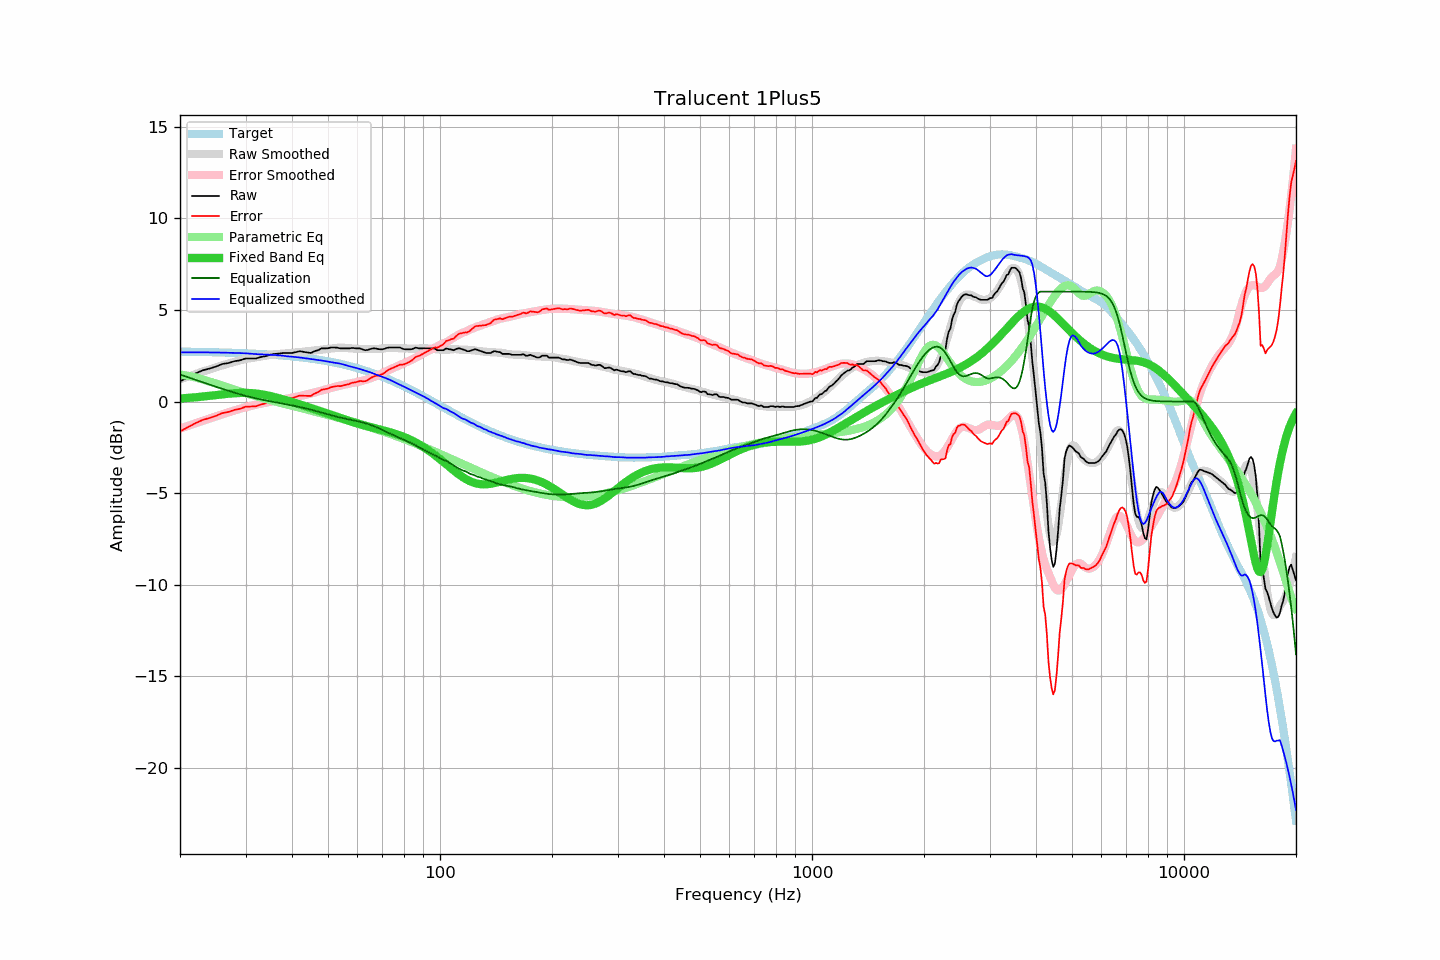 Tralucent 1Plus5
15
10
5
0
−5
−10
−15
−20
Amplitude (dBr)
Target
Raw Smoothed
Error Smoothed
Raw
Error
Parametric Eq
Fixed Band Eq
Equalization
Equalized smoothed
100
1000
10000
Frequency (Hz)